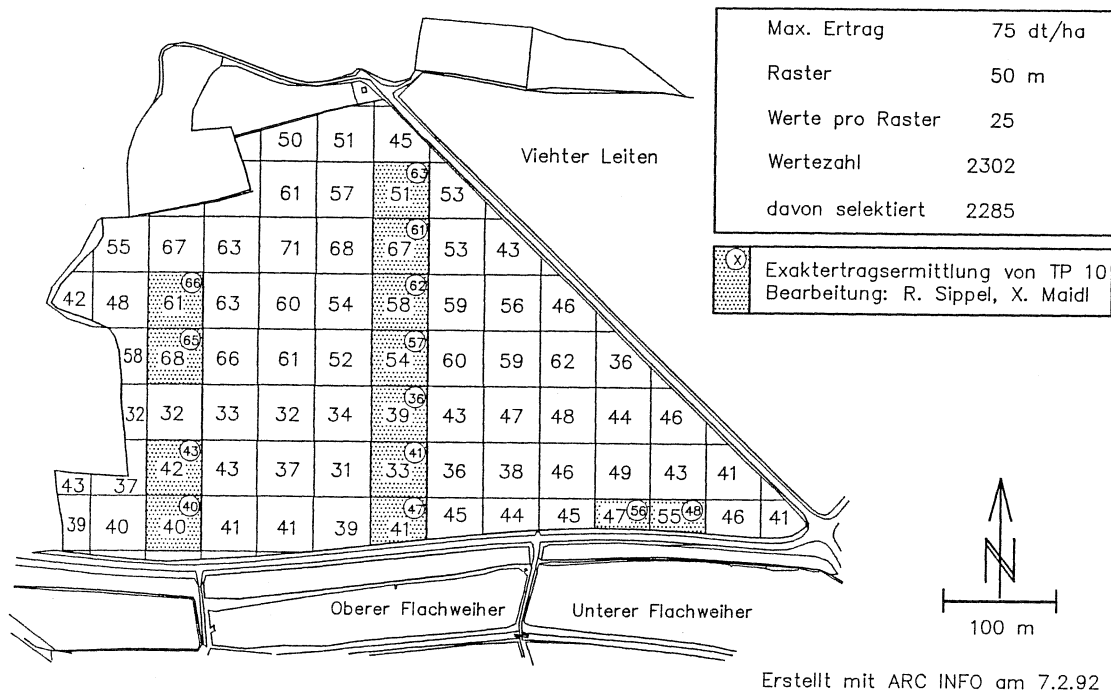 Max. Ertrag 75 dt/ha
Raster 50 m
Werte pro Raster 25
Wertezahl 2302
davon selektiert 2285
X Exaktertragsermittlung von TP 10
Bearbeitung: R. Sippel, X. Maidl
Viehter Leiten
50 51 45
63
61 57 51 53
61
55 67 63 71 68 67 53 43
66 62
42 48 61 63 60 54 58 59 56 46
65 57
58 68 66 61 52 54 60 59 62 36
36
32 32 33 32 34 39 43 47 48 44 46
43 41
43 37 42 43 37 31 33 36 38 46 49 43 41
40 47 56 48
39 40 40 41 41 39 41 45 44 45 47 55 46 41
Oberer Flachweiher Unterer Flachweiher
N
100 m
Erstellt mit ARC INFO am 7.2.92